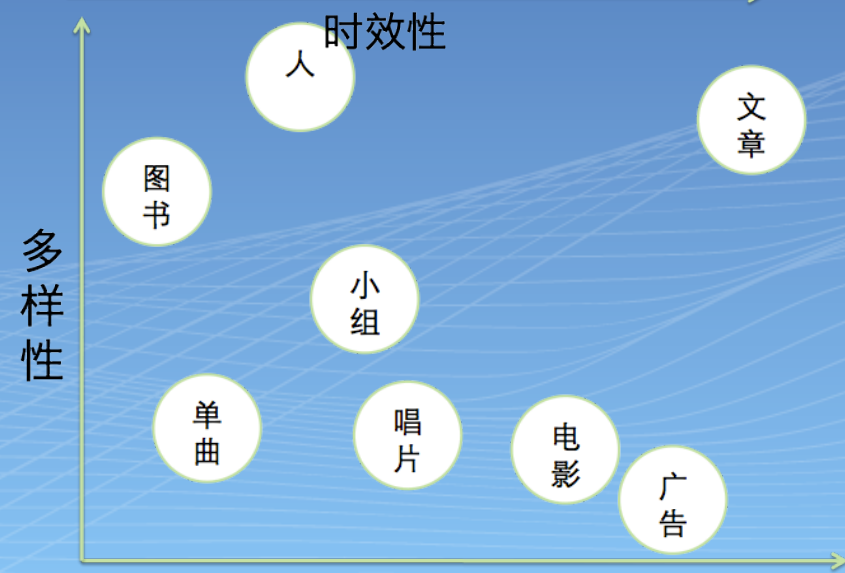 时效性
人
文
章
图
书
多
样
性
小
组
单
曲
唱
片
电
影
广
告